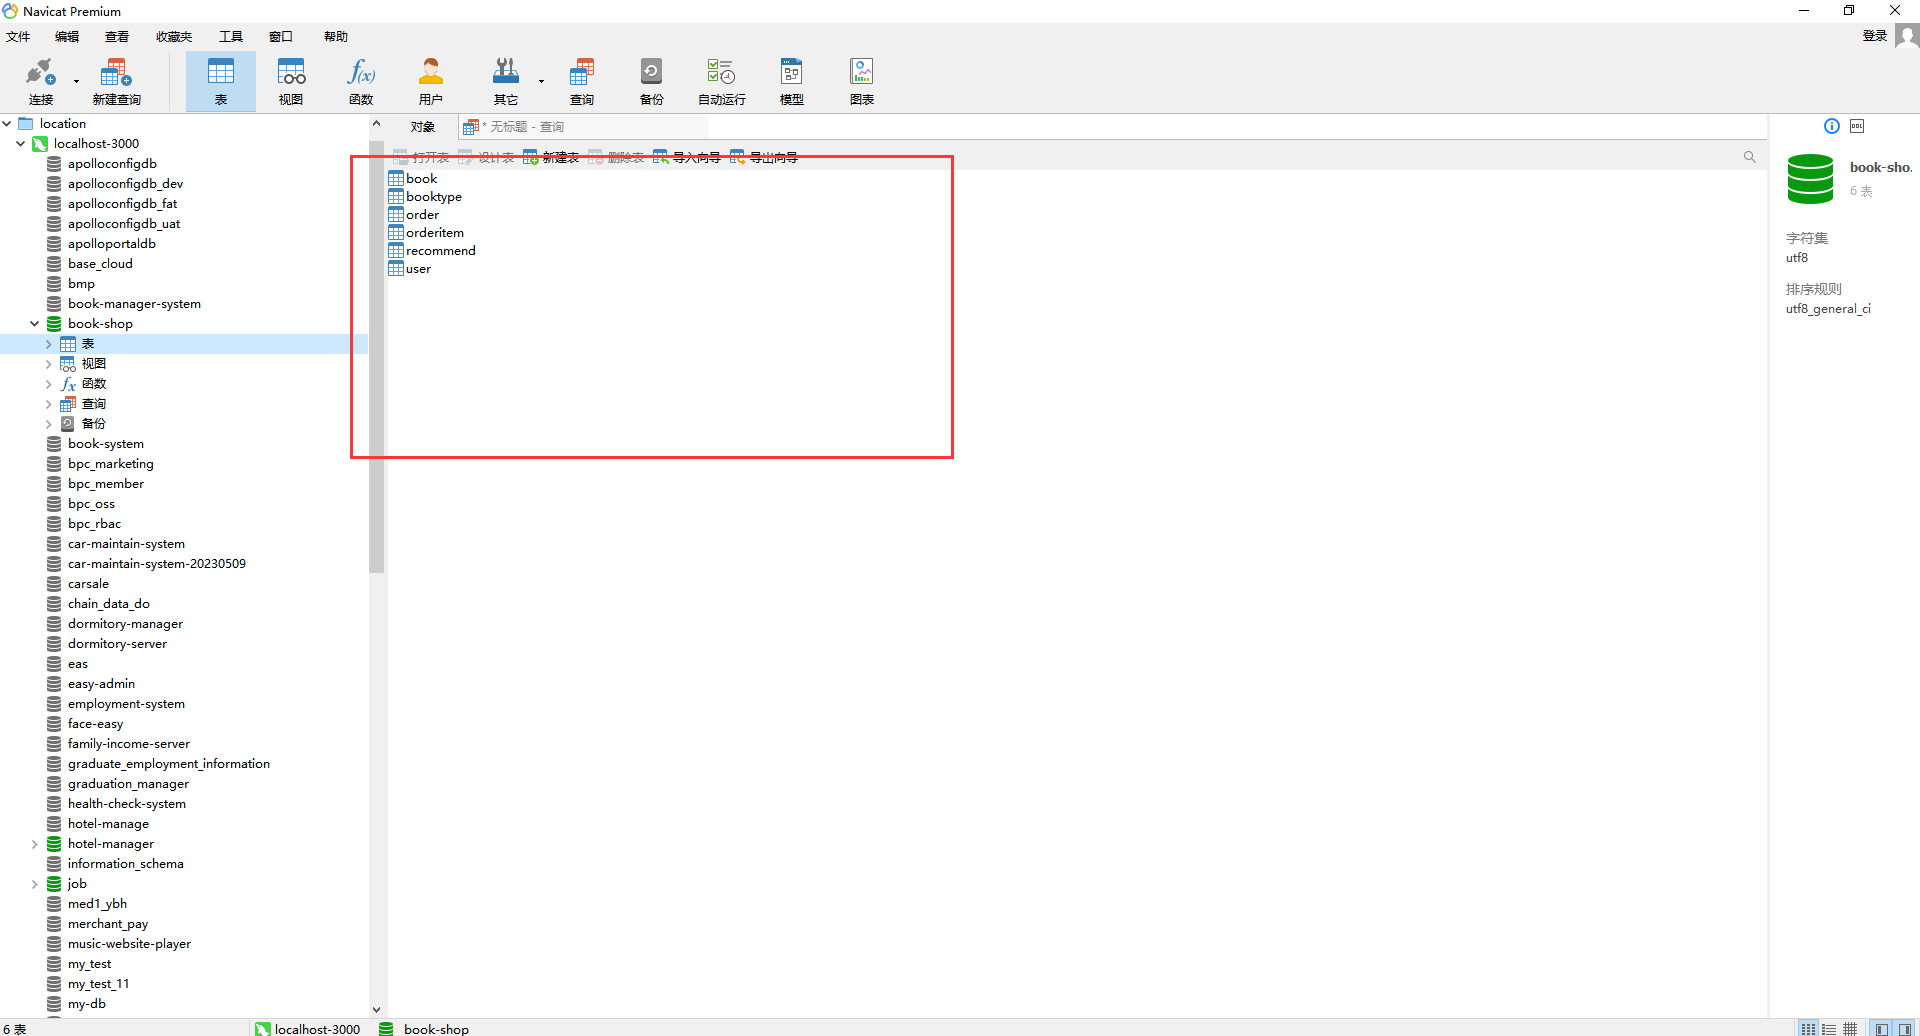 Navicat Premium
文件 编辑 查看 收藏夹 工具 窗口 帮助
登录
连接 新建查询 表 视图 函数 用户 其它 查询 备份 自动运行 模型 图表
location
localhost-3000
apolloconfigdb
apolloconfigdb_dev
apolloconfigdb_fat
apolloconfigdb_uat
apolloportaldb
base_cloud
bmp
book-manager-system
book-shop
表
视图
函数
查询
备份
book-system
bpc_marketing
bpc_member
bpc_oss
bpc_rbac
car-maintain-system
car-maintain-system-20230509
carsale
chain_data_do
dormitory-manager
dormitory-server
eas
easy-admin
employment-system
face-easy
family-income-server
graduate_employment_information
graduation_manager
health-check-system
hotel-manage
hotel-manager
information_schema
job
med1_ybh
merchant_pay
music-website-player
my_test
my_test_11
my-db
对象 * 无标题 - 查询
打开表 设计表 新建表 删除表 导入向导 导出向导
book
booktype
order
orderitem
recommend
user
book-sho.
6 表
字符集
utf8
排序规则
utf8_general_ci
6 表 localhost-3000 book-shop